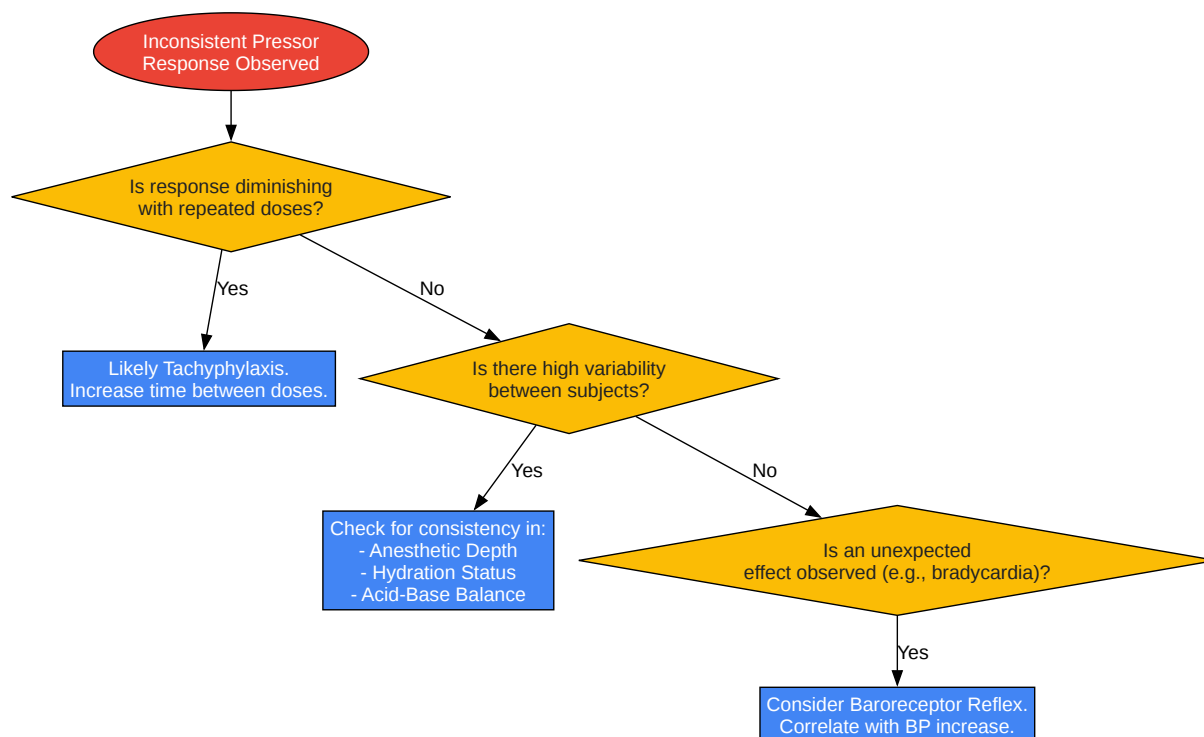 Inconsistent Pressor
Response Observed
Is response diminishing
with repeated doses?
Yes
No
Likely Tachyphylaxis.
Increase time between doses.
Is there high variability
between subjects?
Yes
No
Check for consistency in:
- Anesthetic Depth
- Hydration Status
- Acid-Base Balance
Is an unexpected
effect observed (e.g., bradycardia)?
Yes
Consider Baroreceptor Reflex.
Correlate with BP increase.